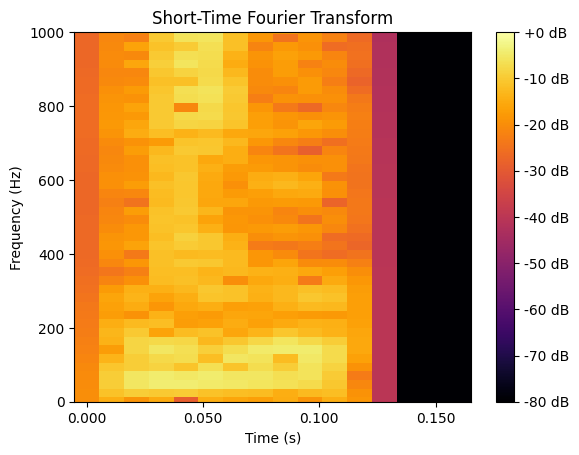 Short-Time Fourier Transform
1000
800
600
400
200
0
Frequency (Hz)
0.000
0.050
0.100
0.150
Time (s)
+0 dB
-10 dB
-20 dB
-30 dB
-40 dB
-50 dB
-60 dB
-70 dB
-80 dB